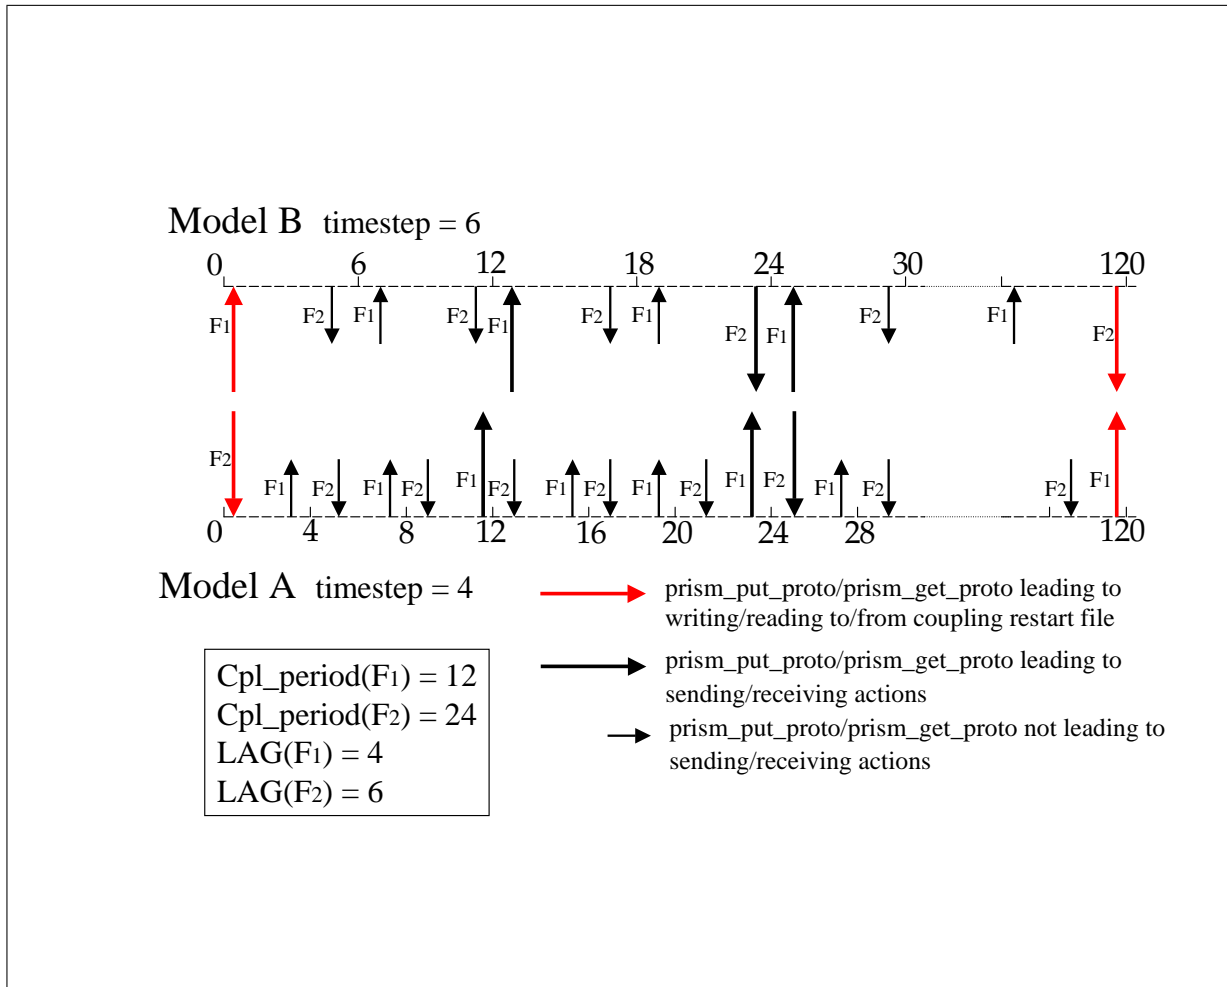 Model B timestep = 6
0 6 12 18 24 30 120
F1 F2 F1 F2 F1 F2 F1 F2 F1 F2 F1 F2
F2 F1 F2 F1 F2 F1 F2 F1 F2 F1 F2 F1 F2 F1 F2 F2 F1
0 4 8 12 16 20 24 28 120
Model A timestep = 4
prism_put_proto/prism_get_proto leading to
writing/reading to/from coupling restart file
prism_put_proto/prism_get_proto leading to
sending/receiving actions
prism_put_proto/prism_get_proto not leading to
sending/receiving actions
Cpl_period(F1) = 12
Cpl_period(F2) = 24
LAG(F1) = 4
LAG(F2) = 6